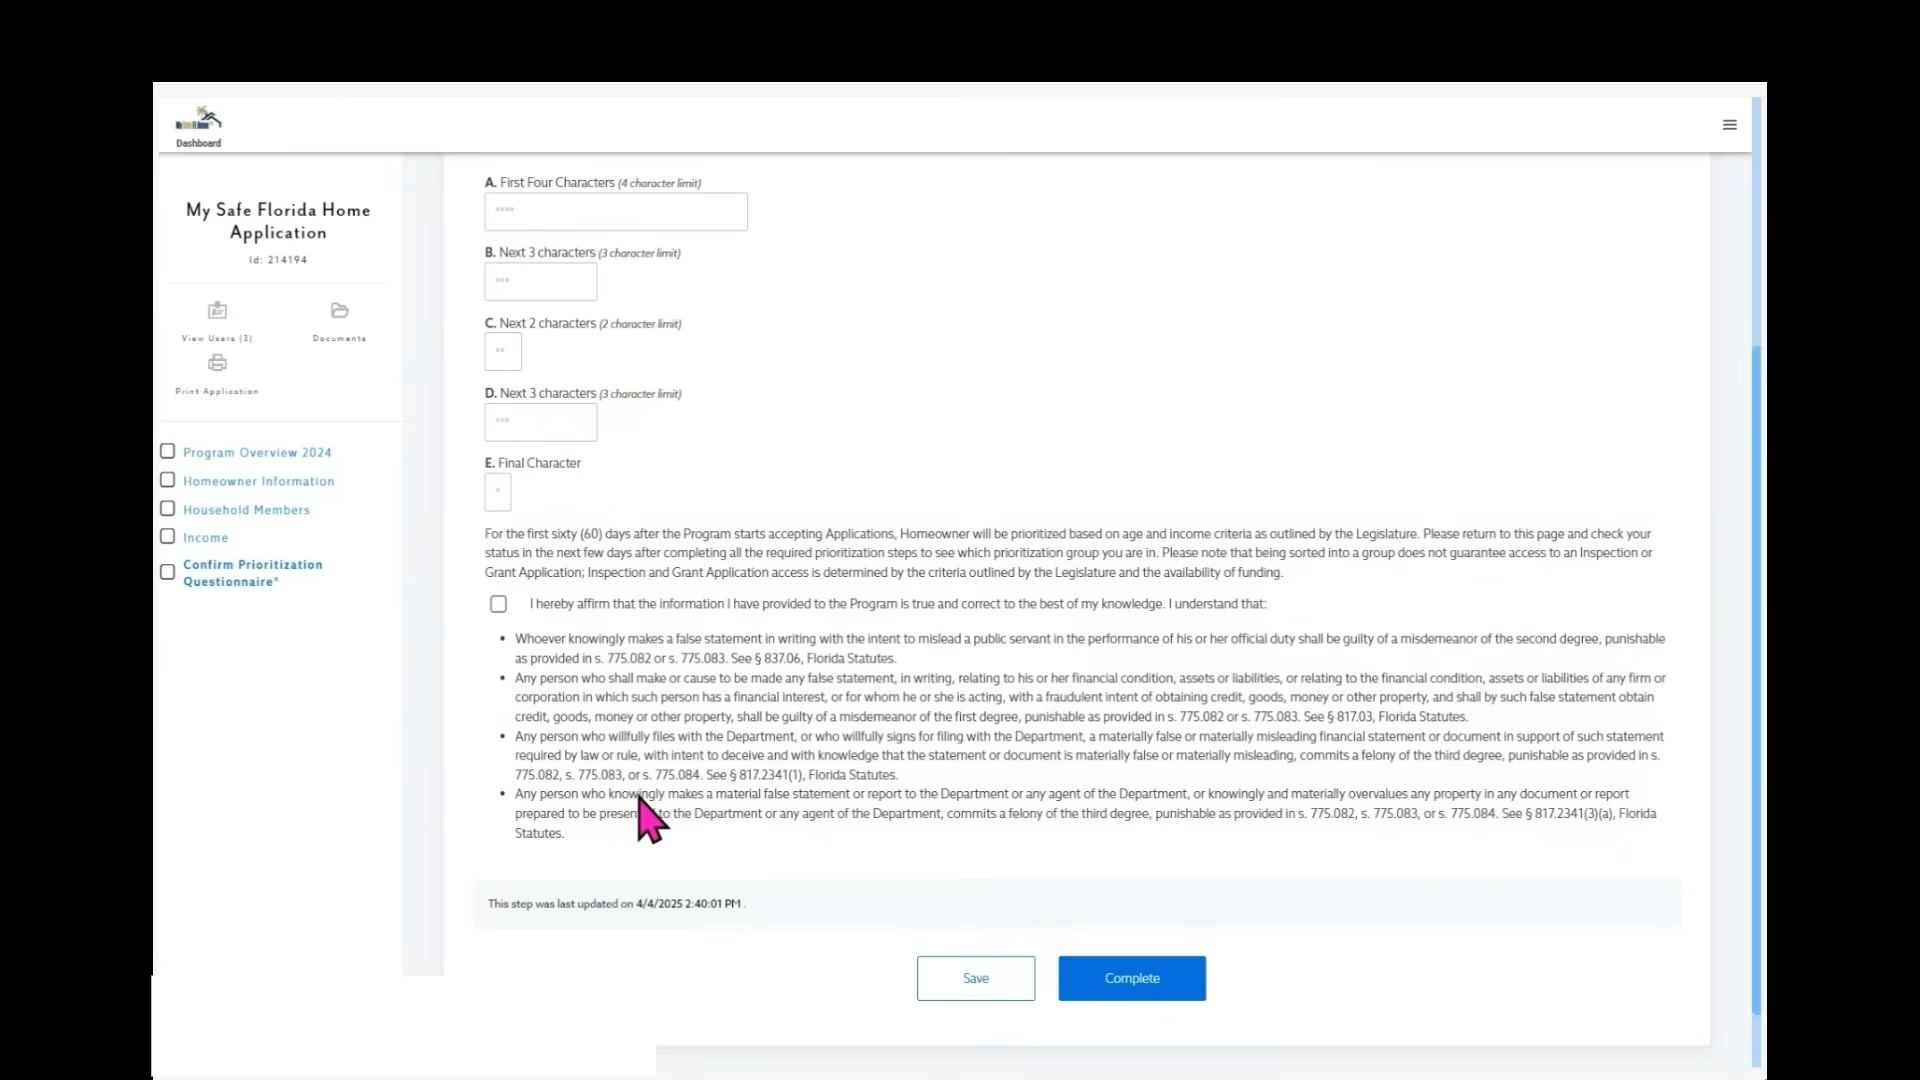 Dashboard
My Safe Florida Home
Application
Id: 214194
View Users (3)
Documents
Print Application
Program Overview 2024
Homeowner Information
Household Members
Income
Confirm Prioritization
Questionnaire*
A. First Four Characters (4 character limit)
****
B. Next 3 characters (3 character limit)
***
C. Next 2 characters (2 character limit)
**
D. Next 3 characters (3 character limit)
***
E. Final Character
*
For the first sixty (60) days after the Program starts accepting Applications, Homeowner will be prioritized based on age and income criteria as outlined by the Legislature. Please return to this page and check your
status in the next few days after completing all the required prioritization steps to see which prioritization group you are in. Please note that being sorted into a group does not guarantee access to an Inspection or
Grant Application; Inspection and Grant Application access is determined by the criteria outlined by the Legislature and the availability of funding.
I hereby affirm that the information I have provided to the Program is true and correct to the best of my knowledge. I understand that:
• Whoever knowingly makes a false statement in writing with the intent to mislead a public servant in the performance of his or her official duty shall be guilty of a misdemeanor of the second degree, punishable
as provided in s. 775.082 or s. 775.083. See § 837.06, Florida Statutes.
• Any person who shall make or cause to be made any false statement, in writing, relating to his or her financial condition, assets or liabilities, or relating to the financial condition, assets or liabilities of any firm or
corporation in which such person has a financial interest, or for whom he or she is acting, with a fraudulent intent of obtaining credit, goods, money or other property, and shall by such false statement obtain
credit, goods, money or other property, shall be guilty of a misdemeanor of the first degree, punishable as provided in s. 775.082 or s. 775.083. See § 817.03, Florida Statutes.
• Any person who willfully files with the Department, or who willfully signs for filing with the Department, a materially false or materially misleading financial statement or document in support of such statement
required by law or rule, with intent to deceive and with knowledge that the statement or document is materially false or materially misleading, commits a felony of the third degree, punishable as provided in s.
775.082, s. 775.083, or s. 775.084. See § 817.2341(1), Florida Statutes.
• Any person who knowingly makes a material false statement or report to the Department or any agent of the Department, or knowingly and materially overvalues any property in any document or report
prepared to be presen to the Department or any agent of the Department, commits a felony of the third degree, punishable as provided in s. 775.082, s. 775.083, or s. 775.084. See § 817.2341(3)(a), Florida
Statutes.
This step was last updated on 4/4/2025 2:40:01 PM .
Save
Complete